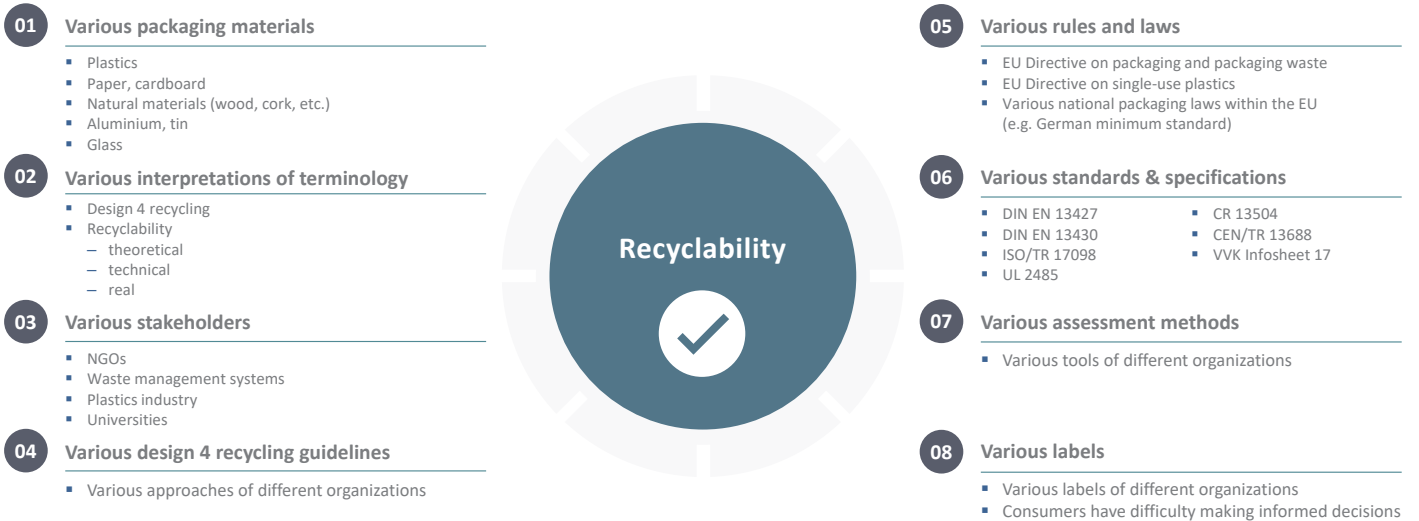 01
Various packaging materials
▪ Plastics
▪ Paper, cardboard
▪ Natural materials (wood, cork, etc.)
▪ Aluminium, tin
▪ Glass
02
Various interpretations of terminology
▪ Design 4 recycling
▪ Recyclability
– theoretical
– technical
– real
03
Various stakeholders
▪ NGOs
▪ Waste management systems
▪ Plastics industry
▪ Universities
04
Various design 4 recycling guidelines
▪ Various approaches of different organizations
Recyclability
05
Various rules and laws
▪ EU Directive on packaging and packaging waste
▪ EU Directive on single-use plastics
▪ Various national packaging laws within the EU
(e.g. German minimum standard)
06
Various standards & specifications
▪ DIN EN 13427
▪ DIN EN 13430
▪ ISO/TR 17098
▪ UL 2485
▪ CR 13504
▪ CEN/TR 13688
▪ VVK Infosheet 17
07
Various assessment methods
▪ Various tools of different organizations
08
Various labels
▪ Various labels of different organizations
▪ Consumers have difficulty making informed decisions